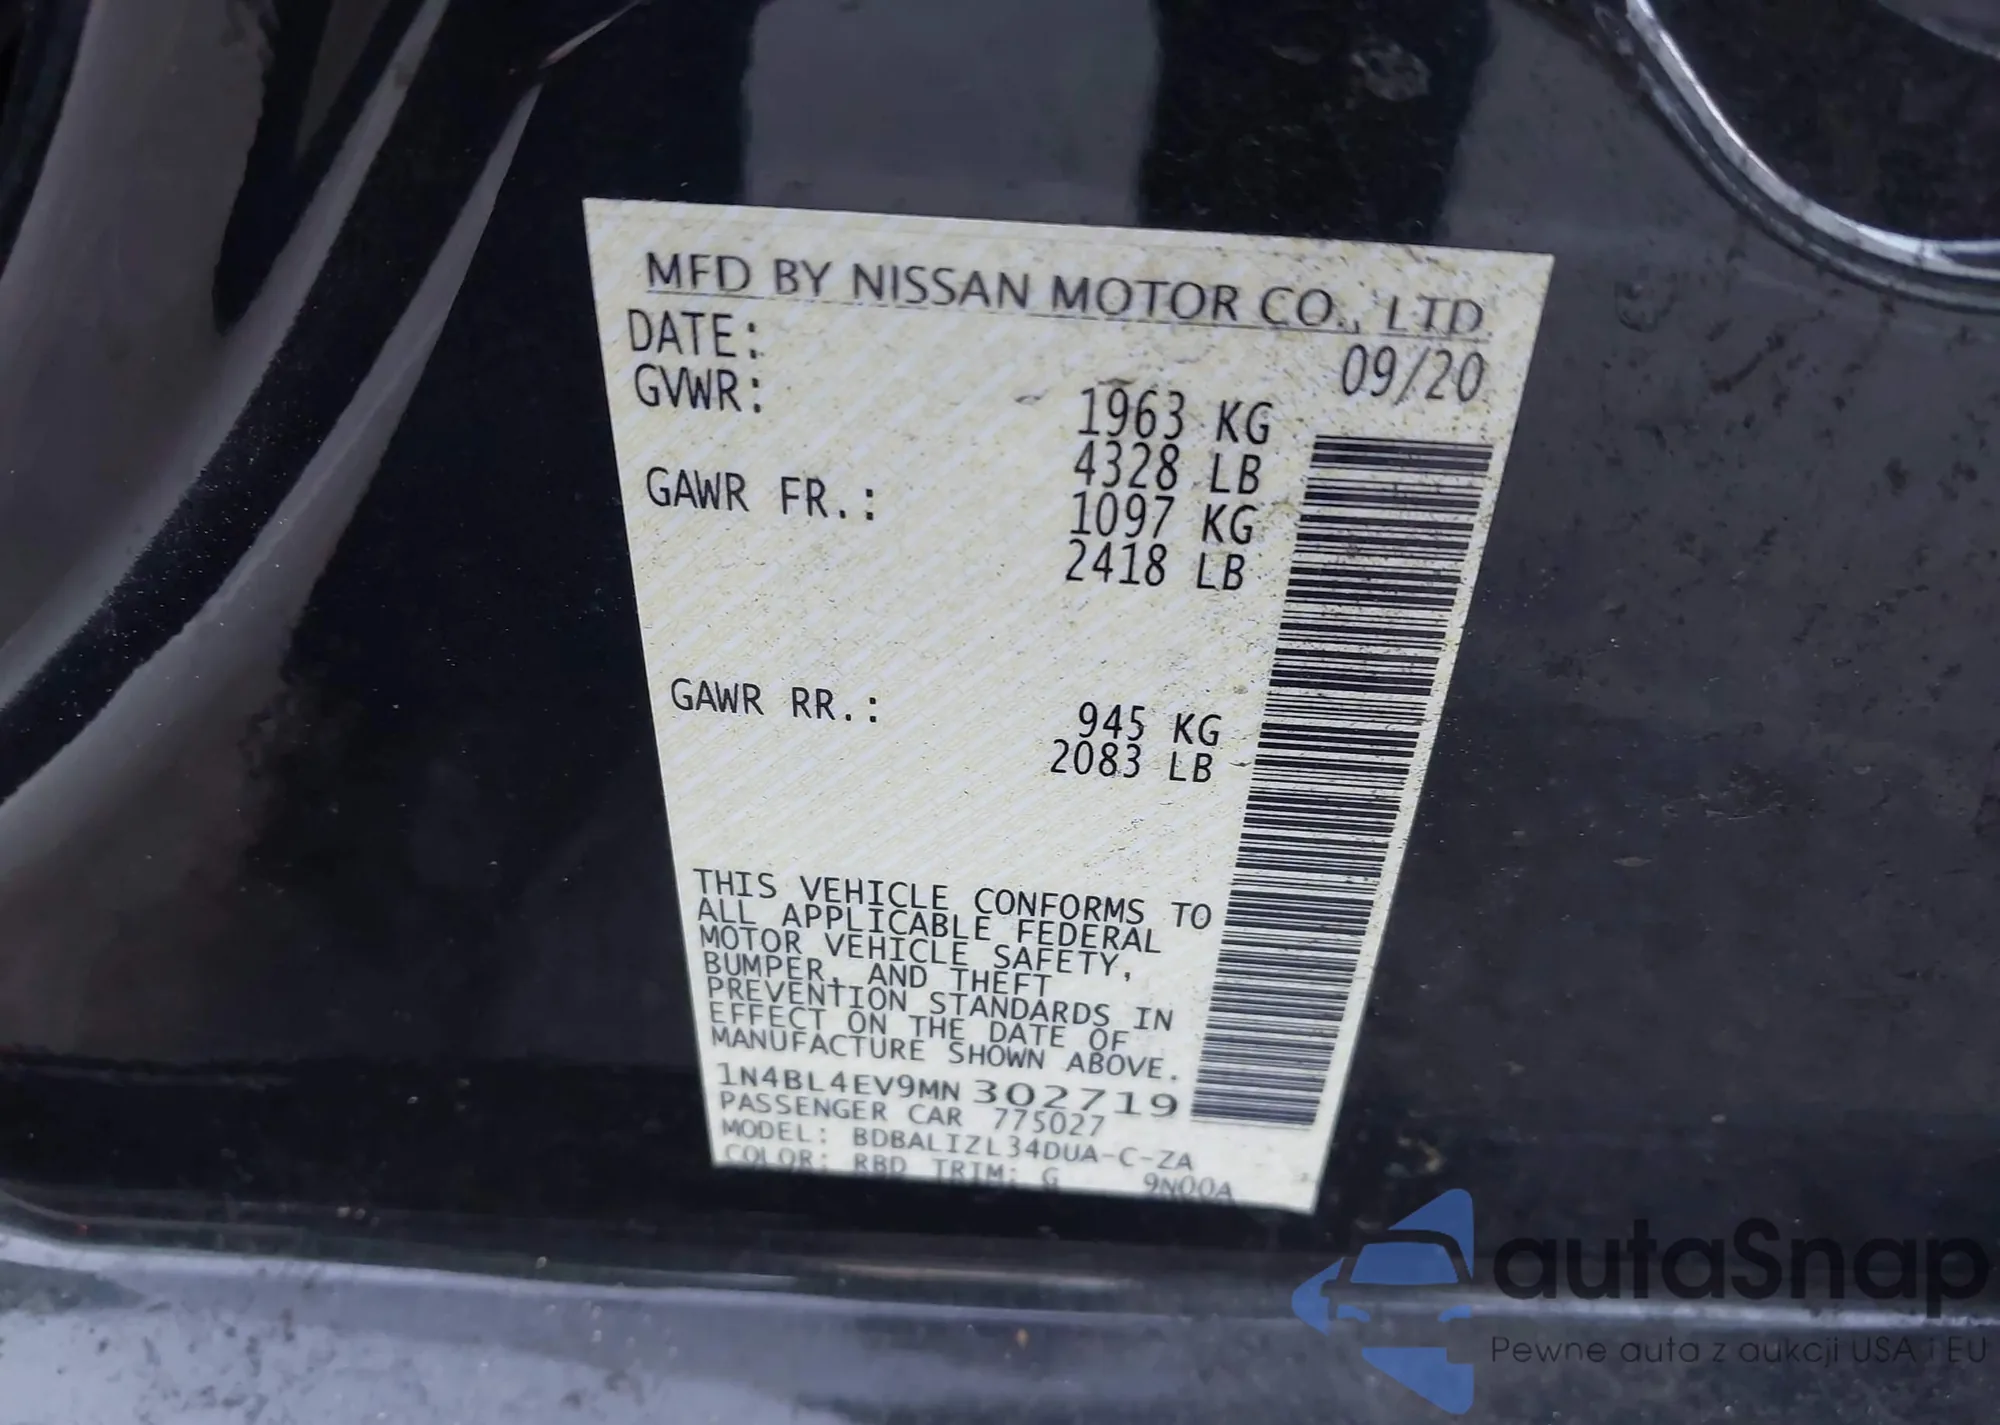 MFD BY NISSAN MOTOR CO., LTD.
DATE: 09/20
GVWR: 1963 KG
4328 LB
GAWR FR.: 1097 KG
2418 LB
GAWR RR.: 945 KG
2083 LB
THIS VEHICLE CONFORMS TO
ALL APPLICABLE FEDERAL
MOTOR VEHICLE SAFETY,
BUMPER, AND THEFT
PREVENTION STANDARDS IN
EFFECT ON THE DATE OF
MANUFACTURE SHOWN ABOVE.
1N4BL4EV9MN 302719
PASSENGER CAR 775027
MODEL: BDBALIZL34DUA-C-ZA
COLOR: RBD TRIM: G 9N00A
autaSnap
Pewne auta z aukcji USA i EU